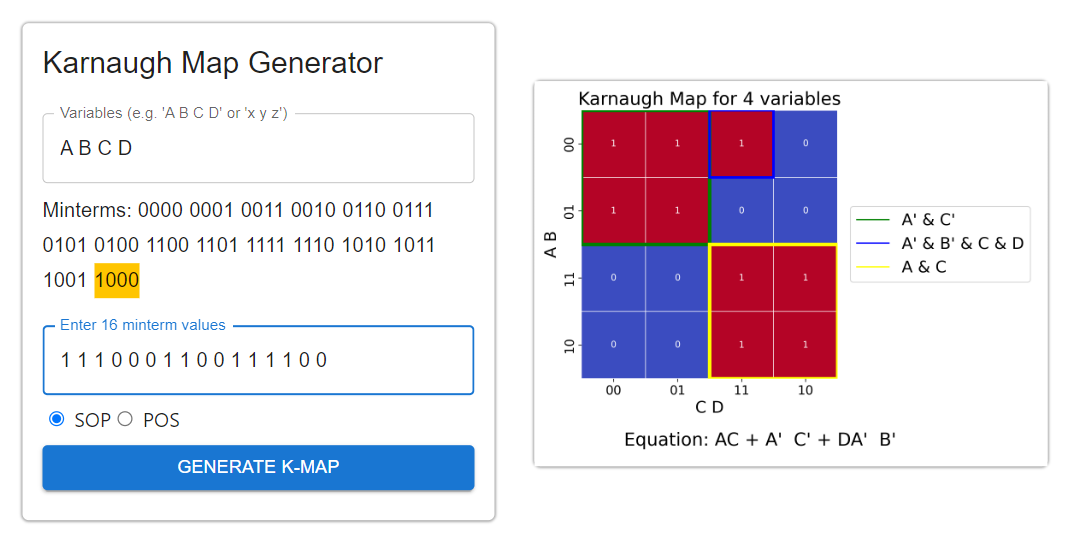 Karnaugh Map Generator
Variables (e.g. 'A B C D' or 'x y z')
A B C D
Minterms: 0000 0001 0011 0010 0110 0111
0101 0100 1100 1101 1111 1110 1010 1011
1001 1000
Enter 16 minterm values
1 1 1 0 0 0 1 1 0 0 1 1 1 1 0 0
SOP POS
GENERATE K-MAP
Karnaugh Map for 4 variables
00 1 1 1 0
01 1 1 0 0
11 0 0 1 1
10 0 0 1 1
A B
00 01 11 10
C D
A' & C'
A' & B' & C & D
A & C
Equation: AC + A' C' + DA' B'